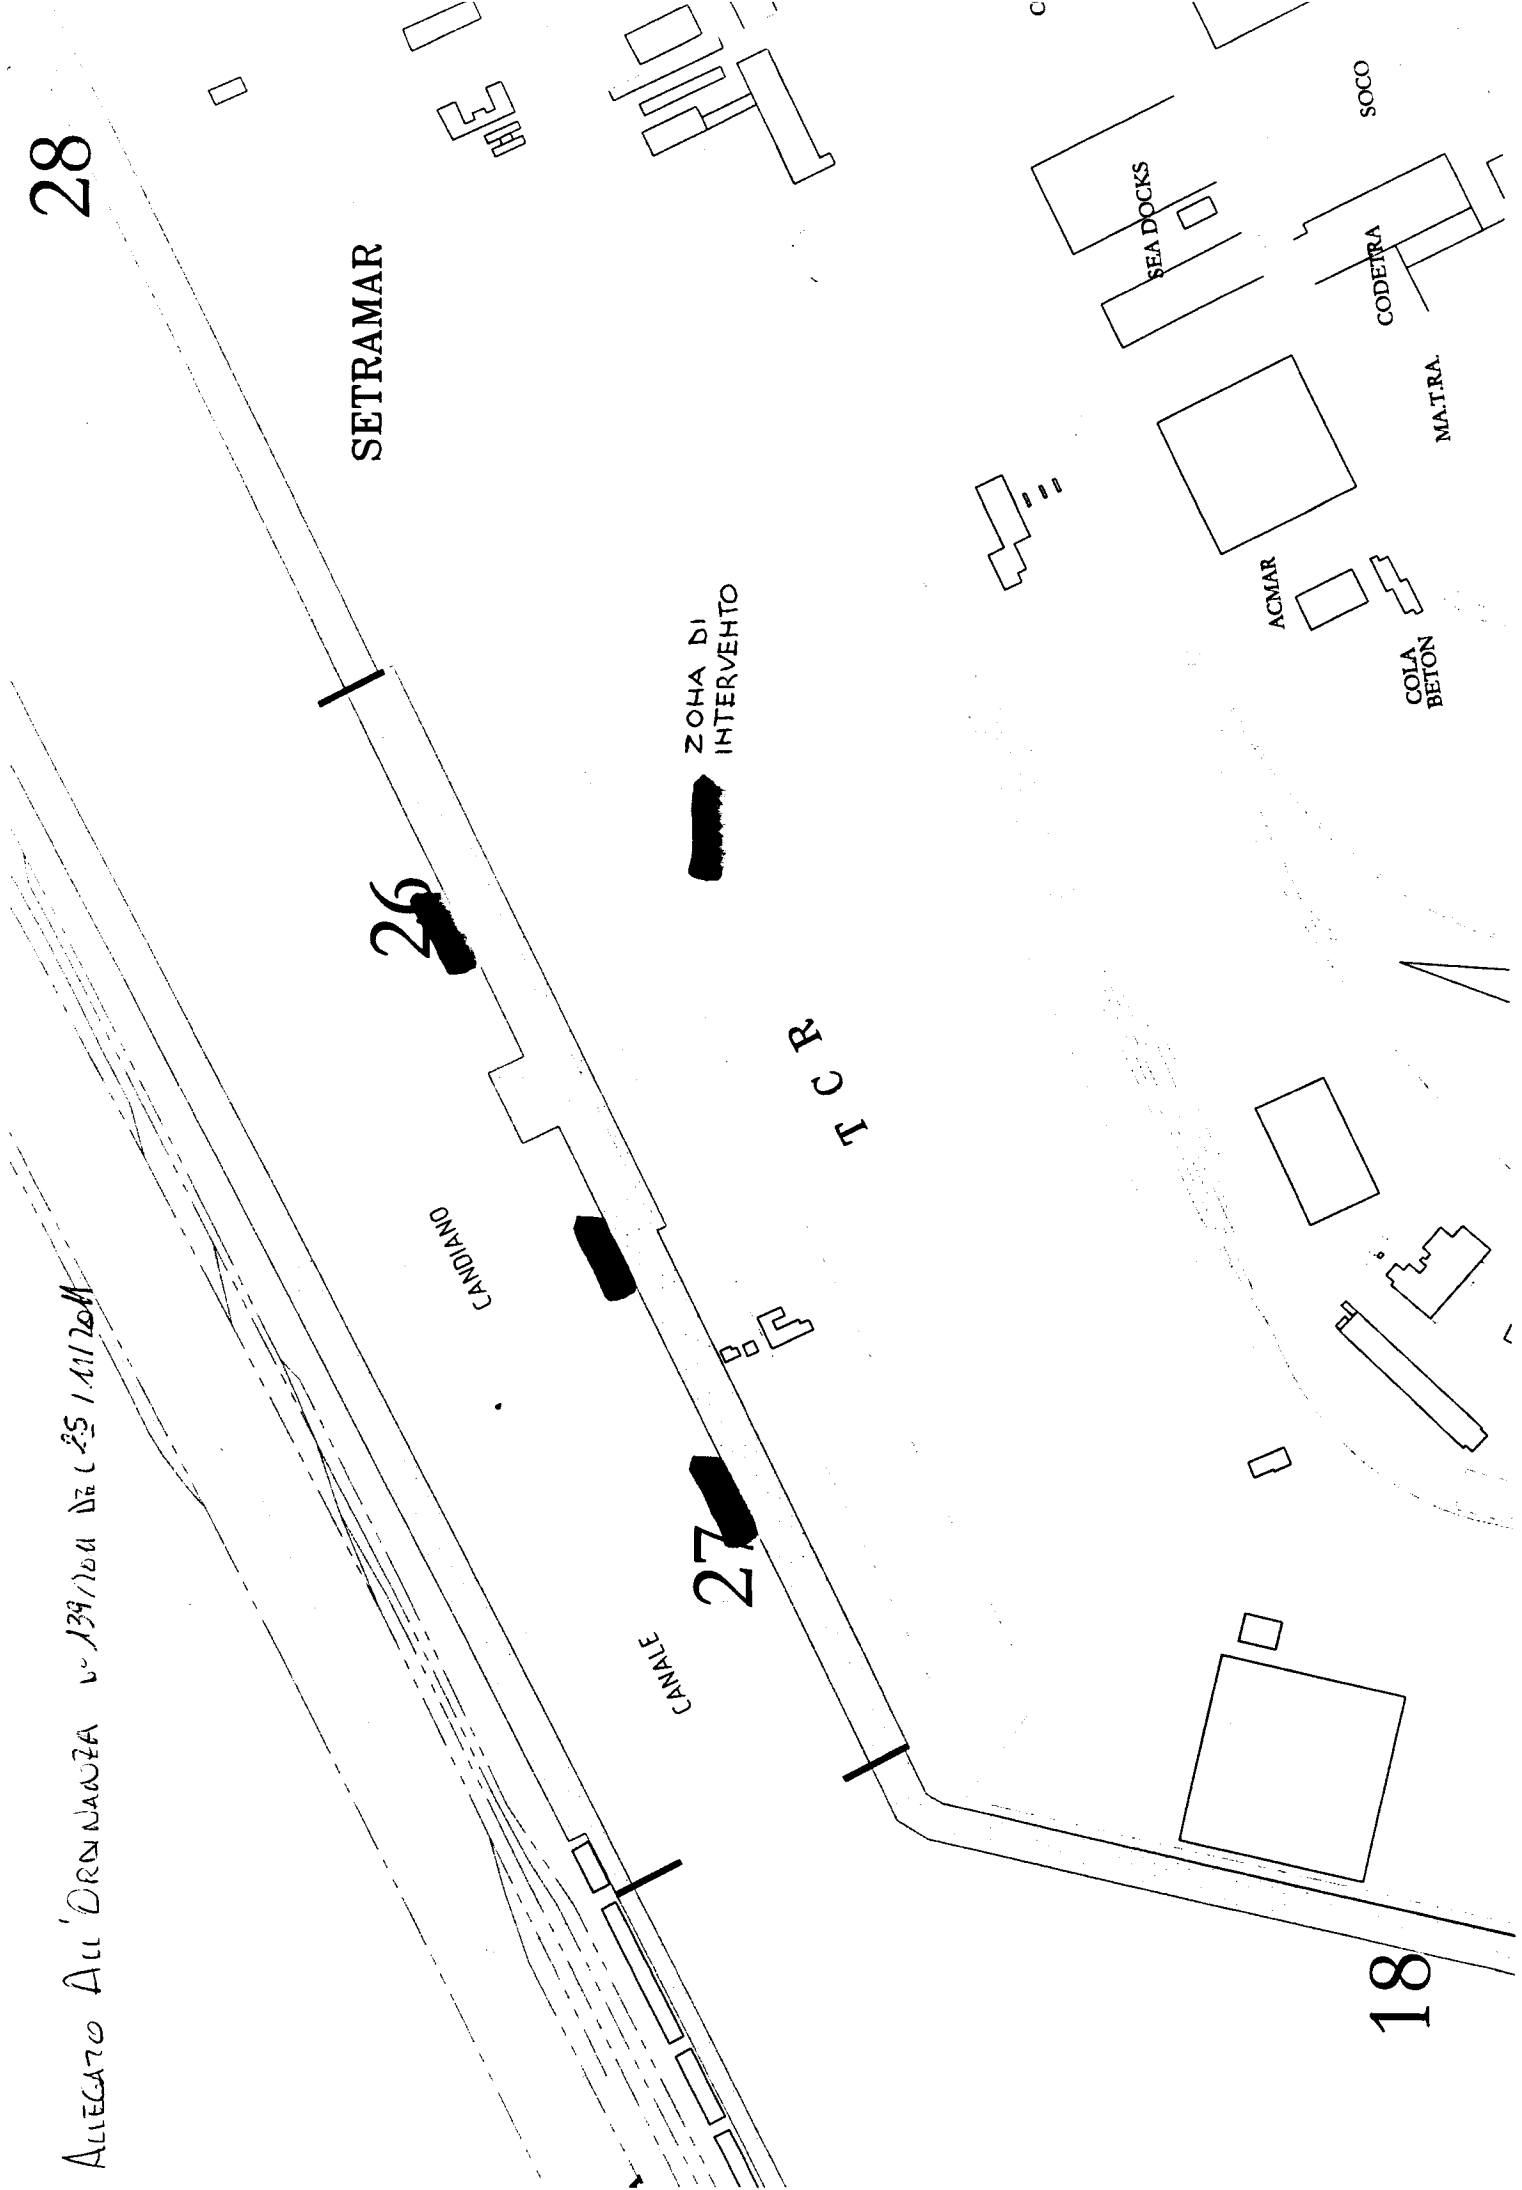 ALLEGATO ALL'ORDINANZA N° 139/2011 DEL 25/11/2011
28
SETRAMAR
26
ZONA DI
INTERVENTO
CANDIANO
T C R
27
CANALE
18
C
SOCO
SEA DOCKS
CODETRA
MA.T.RA.
ACMAR
COLA
BETON